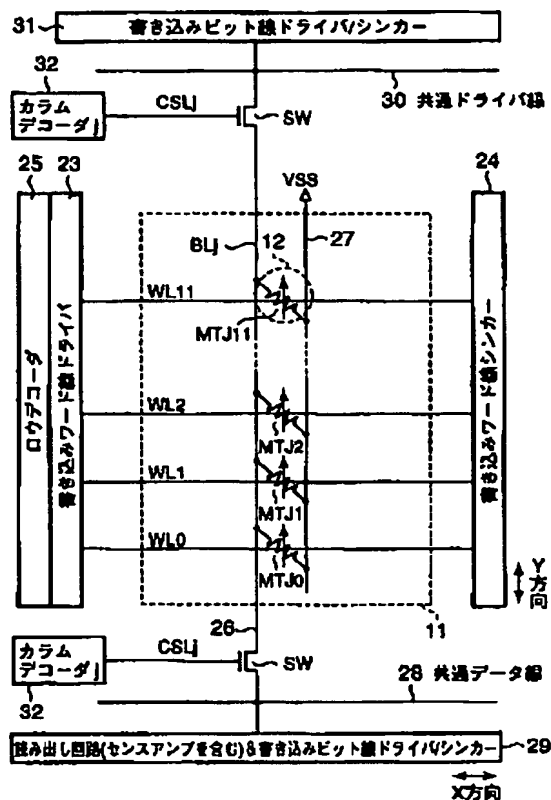 31
書き込みビット線ドライバ/シンカー
32
カラム
デコーダ
CSLj
SW
30 共通ドライバ線
25
23
24
VSS
BLj
12
27
WL11
MTJ11
ロウデコーダ
書き込みワード線ドライバ
書き込みワード線シンカー
WL2
MTJ2
WL1
MTJ1
WL0
MTJ0
Y
方向
26
11
カラム
デコーダ
CSLj
SW
32
28 共通データ線
読み出し回路(センスアンプを含む)&書き込みビット線ドライバ/シンカー
29
X方向